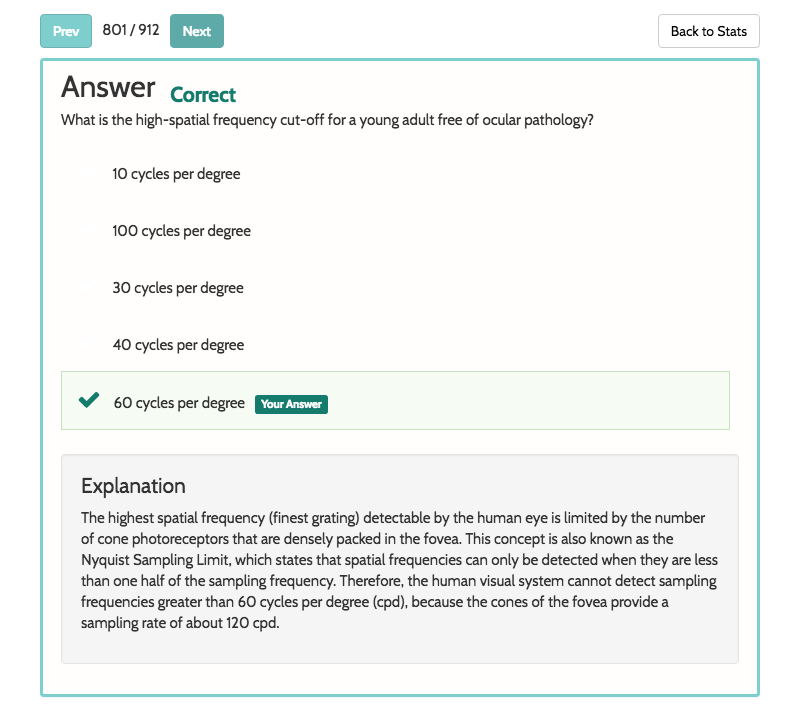 Prev 801 / 912 Next Back to Stats
Answer Correct
What is the high-spatial frequency cut-off for a young adult free of ocular pathology?
10 cycles per degree
100 cycles per degree
30 cycles per degree
40 cycles per degree
60 cycles per degree Your Answer
Explanation
The highest spatial frequency (finest grating) detectable by the human eye is limited by the number
of cone photoreceptors that are densely packed in the fovea. This concept is also known as the
Nyquist Sampling Limit, which states that spatial frequencies can only be detected when they are less
than one half of the sampling frequency. Therefore, the human visual system cannot detect sampling
frequencies greater than 60 cycles per degree (cpd), because the cones of the fovea provide a
sampling rate of about 120 cpd.